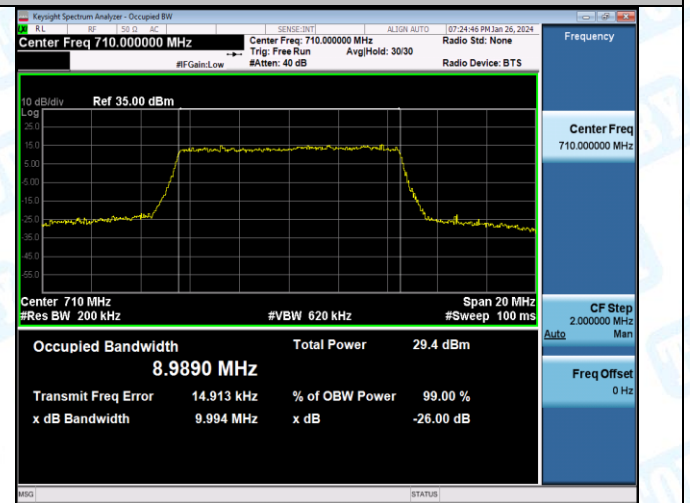 Keysight Spectrum Analyzer - Occupied BW
RL RF 50 Ω AC SENSE:INT ALIGN AUTO 07:24:46 PM Jan 26, 2024
Center Freq 710.000000 MHz
Center Freq: 710.000000 MHz Radio Std: None
Trig: Free Run Avg|Hold: 30/30
#IFGain:Low #Atten: 40 dB Radio Device: BTS
Frequency
10 dB/div Ref 35.00 dBm
Log
25.0
15.0
5.00
-5.00
-15.0
-25.0
-35.0
-45.0
-55.0
Center 710 MHz Span 20 MHz
#Res BW 200 kHz #VBW 620 kHz #Sweep 100 ms
Occupied Bandwidth Total Power 29.4 dBm
8.9890 MHz
Transmit Freq Error 14.913 kHz % of OBW Power 99.00 %
x dB Bandwidth 9.994 MHz x dB -26.00 dB
Center Freq
710.000000 MHz
CF Step
2.000000 MHz
Auto Man
Freq Offset
0 Hz
MSG STATUS